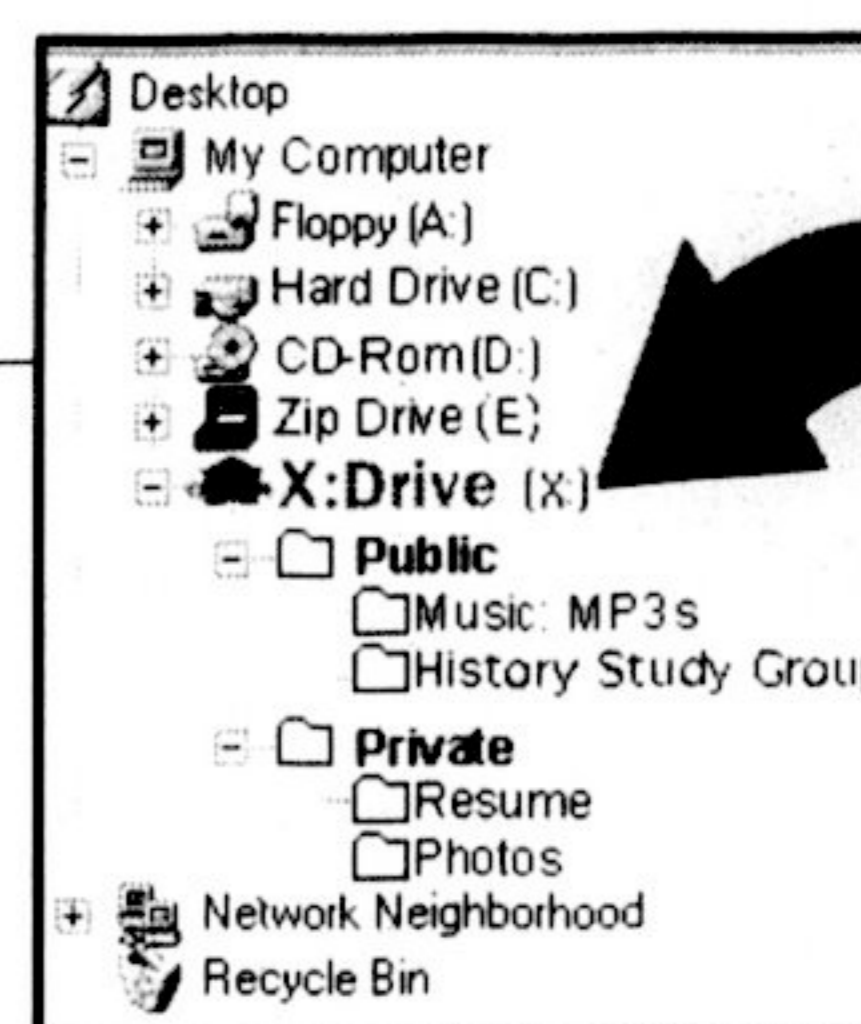 Desktop
My Computer
Floppy (A:)
Hard Drive (C:)
CD-Rom(D:)
Zip Drive (E)
X:Drive (X:)
Public
Music: MP3s
History Study Grou
Private
Resume
Photos
Network Neighborhood
Recycle Bin